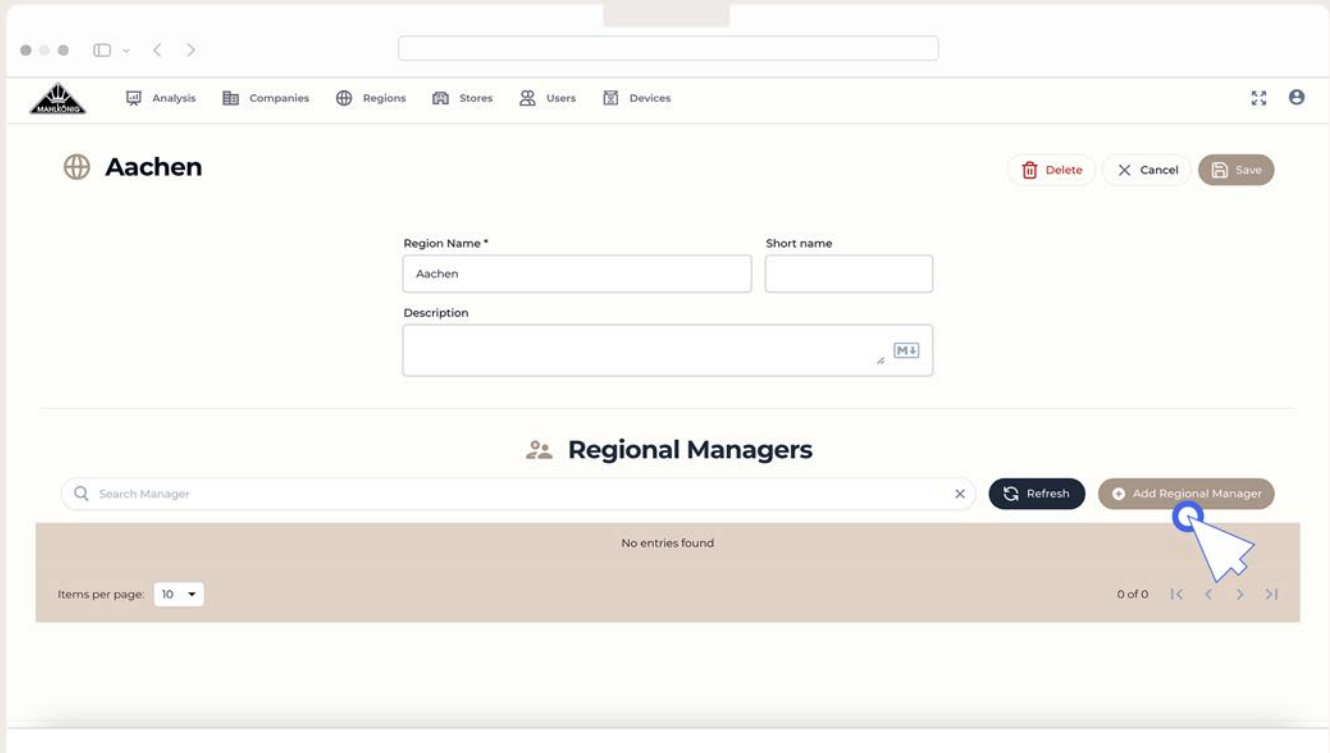 MAHLKÖNIG
Analysis Companies Regions Stores Users Devices
Aachen
Delete Cancel Save
Region Name * Short name
Aachen
Description
M
Regional Managers
Search Manager Refresh Add Regional Manager
No entries found
Items per page: 10 0 of 0